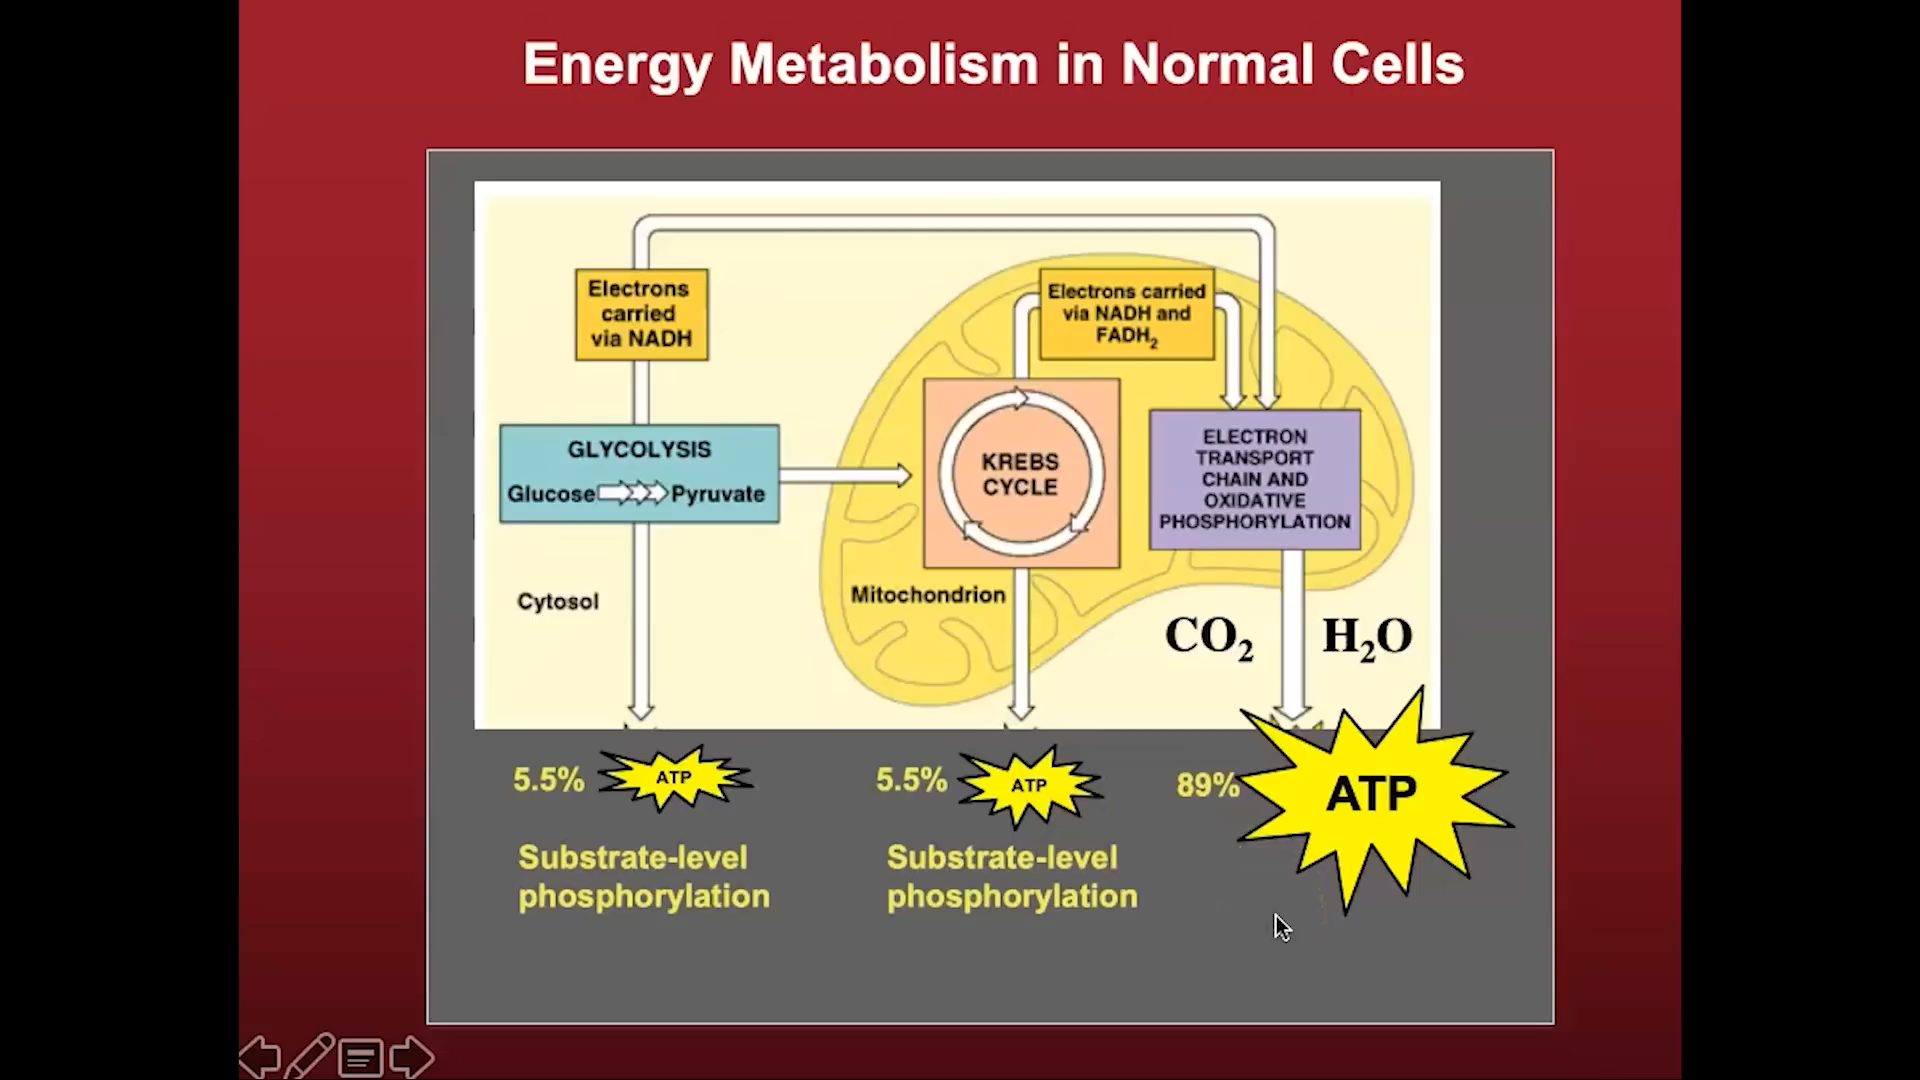 Energy Metabolism in Normal Cells
Electrons
carried
via NADH
Electrons carried
via NADH and
FADH₂
GLYCOLYSIS
Glucose Pyruvate
KREBS
CYCLE
ELECTRON
TRANSPORT
CHAIN AND
OXIDATIVE
PHOSPHORYLATION
Cytosol
Mitochondrion
CO₂ H₂O
5.5% ATP
5.5% ATP
89% ATP
Substrate-level
phosphorylation
Substrate-level
phosphorylation